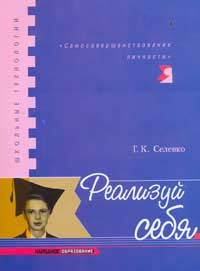 ШКОЛЬНЫЕ ТЕХНОЛОГИИ
«Самосовершенствование
личности»
Г. К. Селевко
Реализуй
себя
НАРОДНОЕ ОБРАЗОВАНИЕ